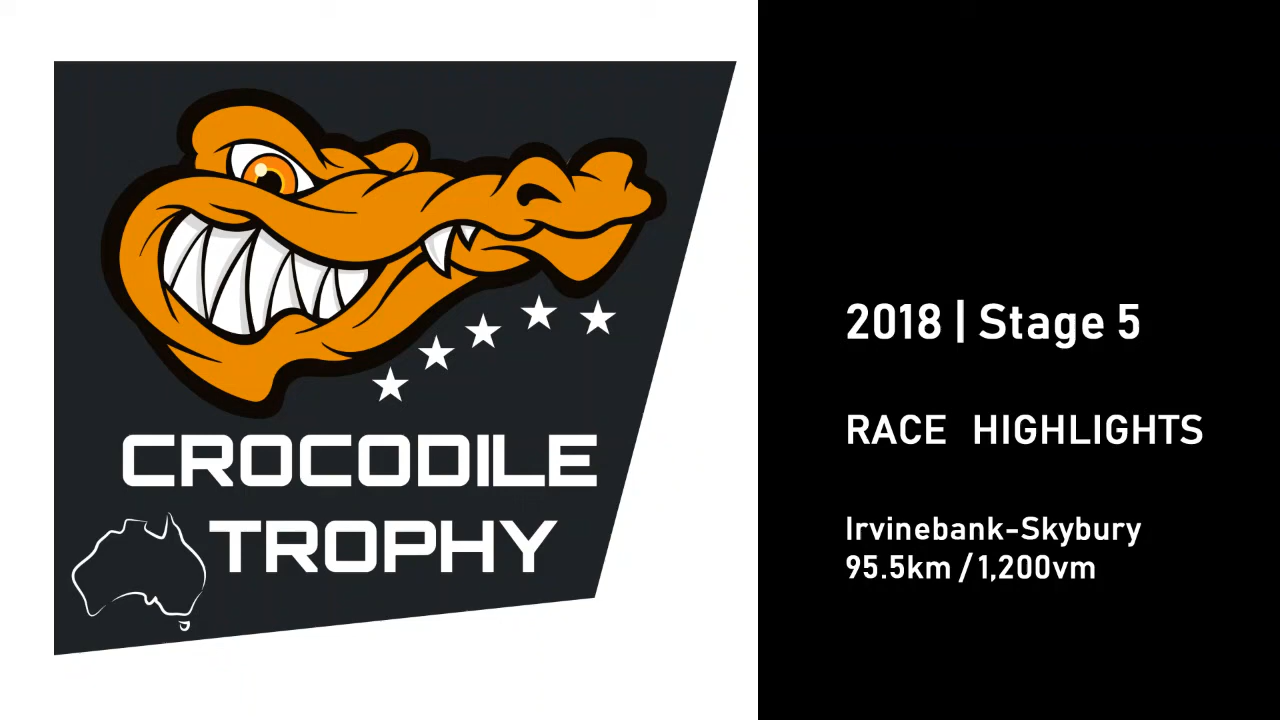 CROCODILE
TROPHY
2018 | Stage 5
RACE HIGHLIGHTS
Irvinebank-Skybury
95.5km / 1,200vm